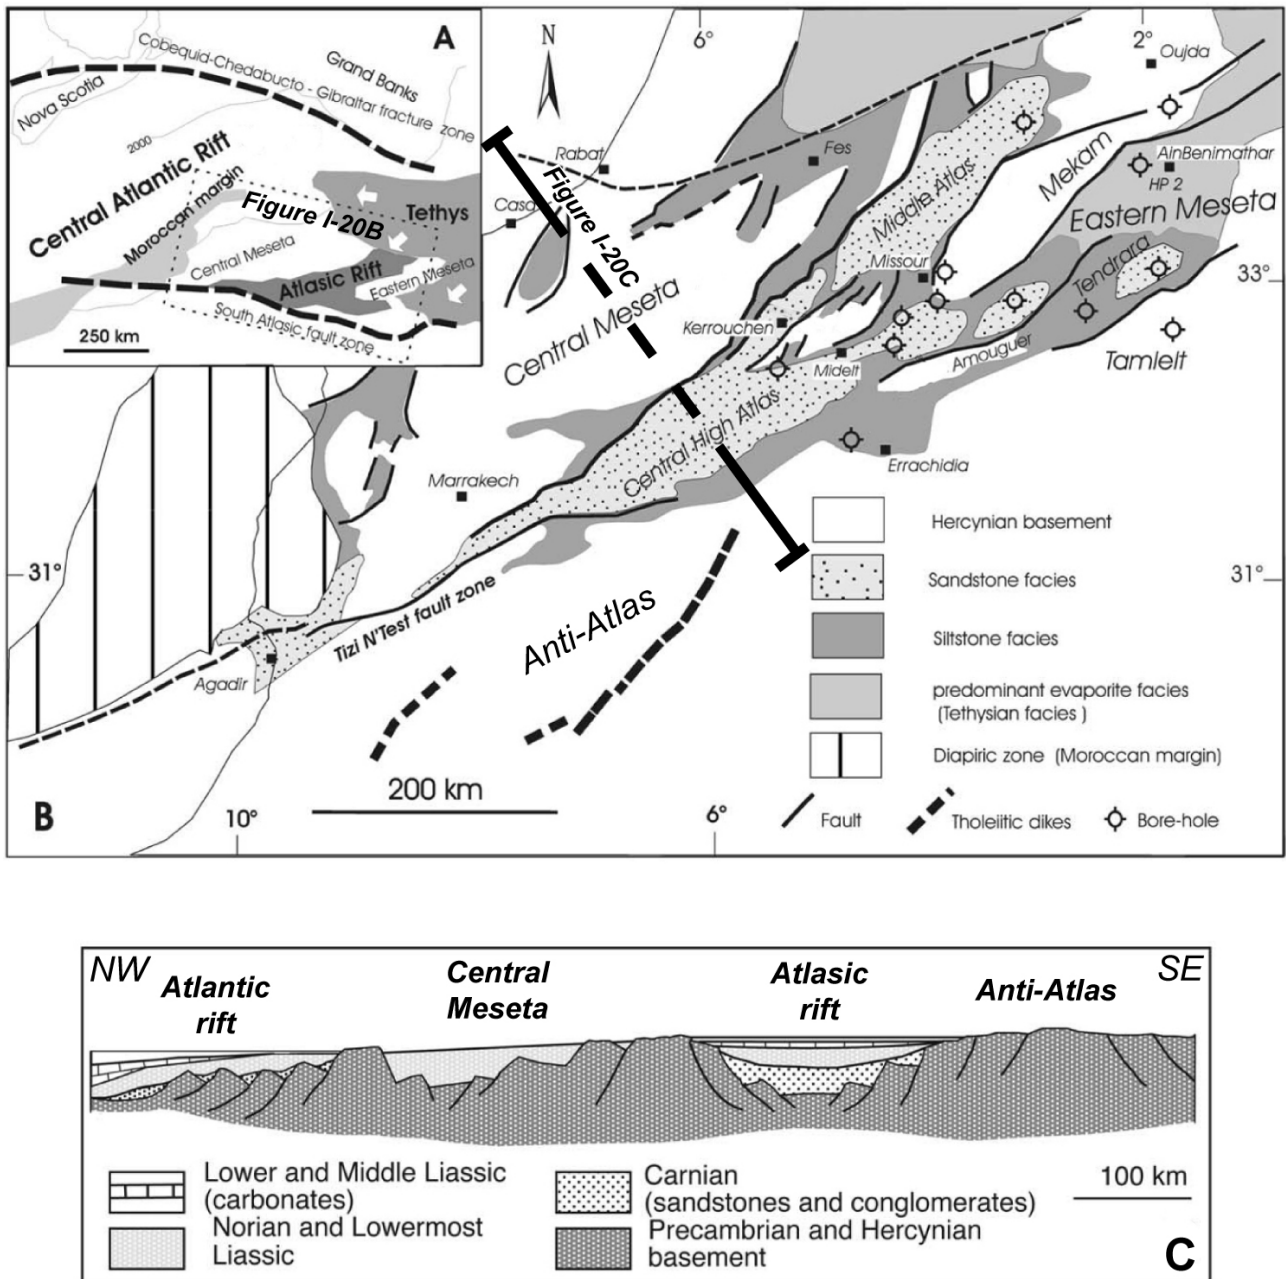 A
Cobequid-Chedabucto - Gibraltar fracture zone
Grand Banks
Nova Scotia
2000
Central Atlantic Rift
Moroccan margin
Figure I-20B
Tethys
Central Meseta
Atlasic Rift
Eastern Meseta
South Atlasic fault zone
250 km
N
6°
2°
Oujda
Rabat
Fes
Casa
Figure I-20C
Middle Atlas
Mekam
AinBenimathar
HP 2
Eastern Meseta
Missour
Tendrara
33°
Central Meseta
Kerrouchen
Midelt
Amouguer
Tamlelt
Central High Atlas
Marrakech
Errachidia
31°
31°
Tizi N'Test fault zone
Anti-Atlas
Agadir
Hercynian basement
Sandstone facies
Siltstone facies
predominant evaporite facies
(Tethysian facies )
Diapiric zone (Moroccan margin)
Fault
Tholeiitic dikes
Bore-hole
200 km
B
10°
6°
NW
SE
Atlantic
rift
Central
Meseta
Atlasic
rift
Anti-Atlas
Lower and Middle Liassic
(carbonates)
Norian and Lowermost
Liassic
Carnian
(sandstones and conglomerates)
Precambrian and Hercynian
basement
100 km
C